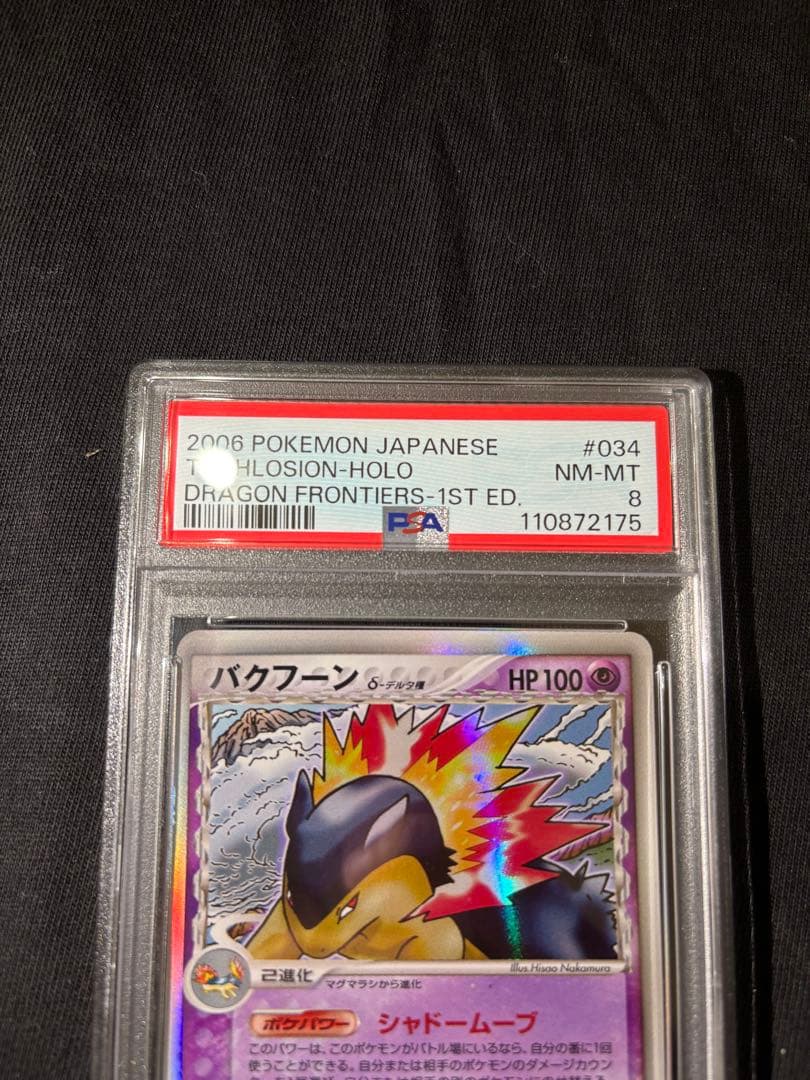 2006 POKEMON JAPANESE #034
HLOSION-HOLO NM-MT
DRAGON FRONTIERS-1ST ED. 8
PSA 110872175
バクフーン δ-デルタ種 HP100
Illus.Hisao Nakamura
2進化 マグマラシから進化
ポケパワー シャドームーブ
このパワーは、このポケモンがバトル場にいるなら、自分の番に1回
使うことができる。自分または相手のポケモンのダメージカウン